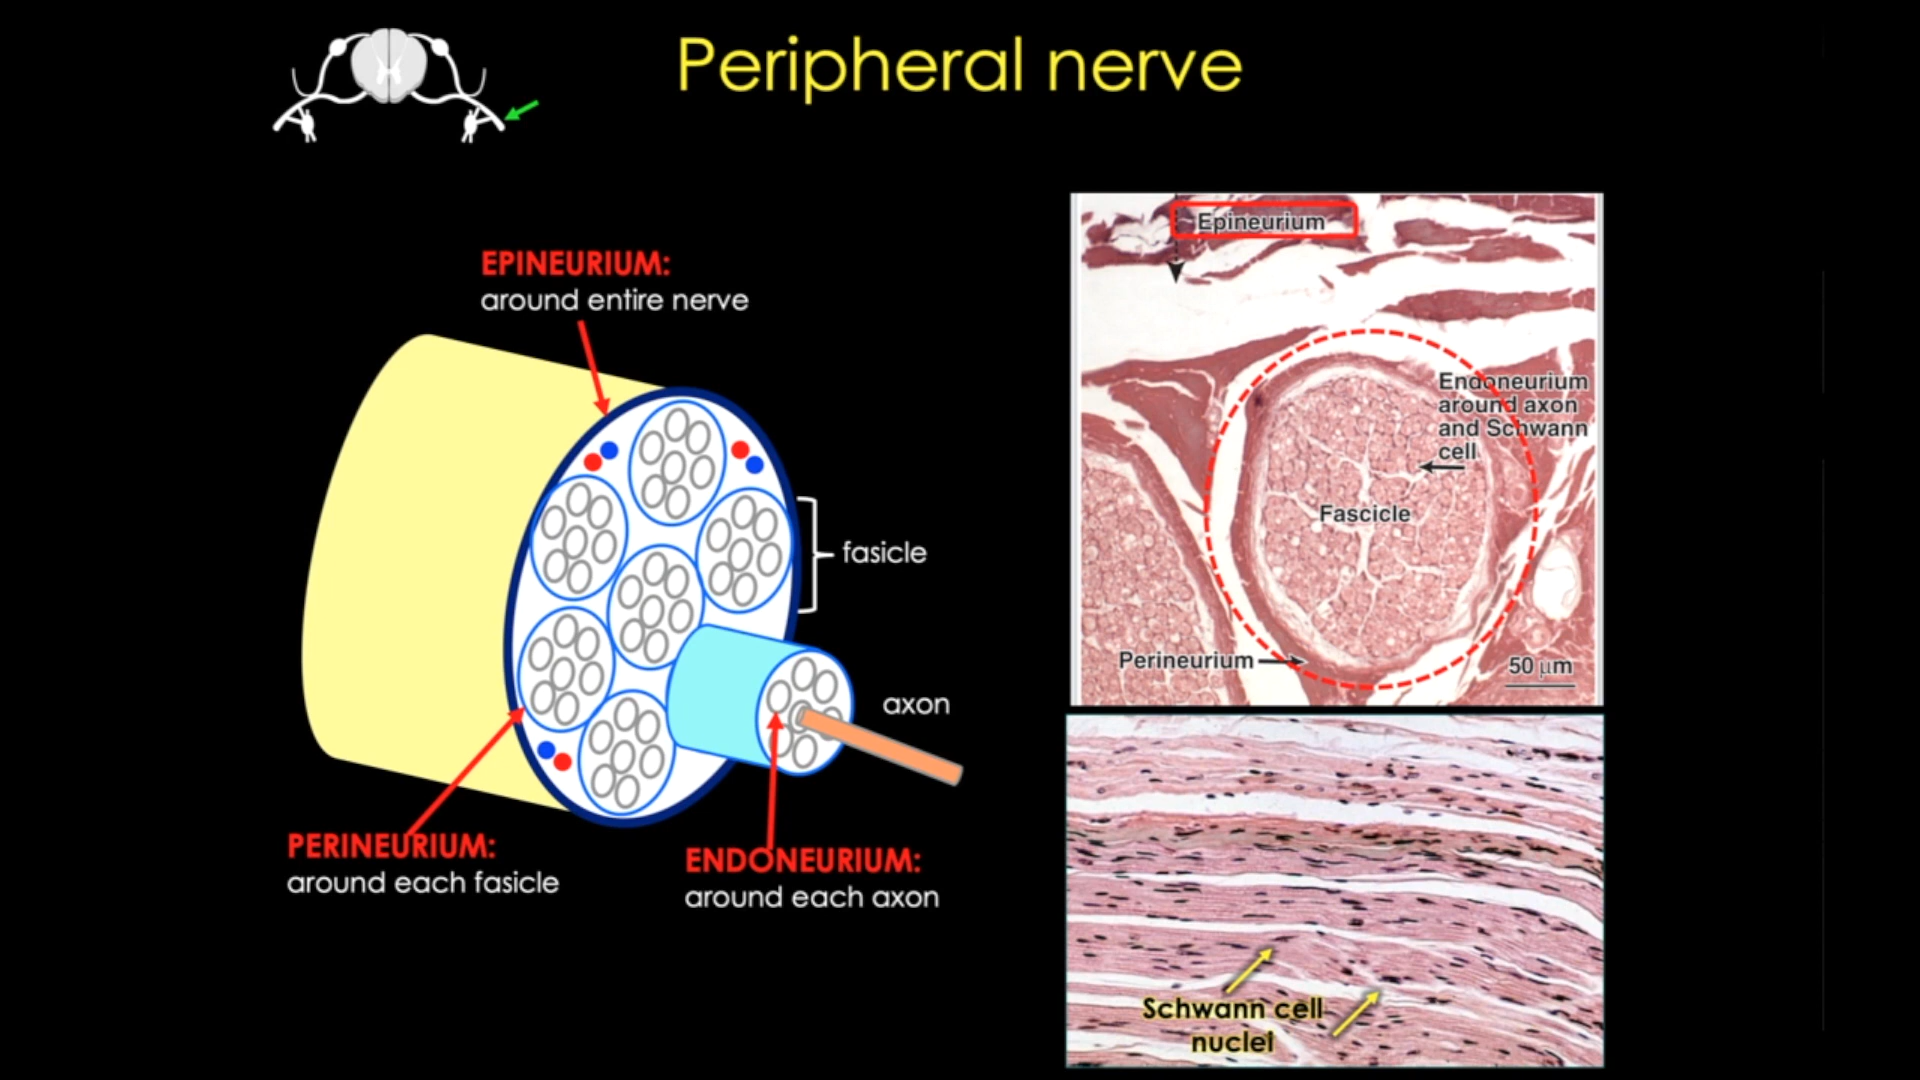 Peripheral nerve
EPINEURIUM:
around entire nerve
fasicle
axon
PERINEURIUM:
around each fasicle
ENDONEURIUM:
around each axon
Epineurium
Endoneurium
around axon
and Schwann
cell
Fascicle
Perineurium
50 μm
Schwann cell
nuclei